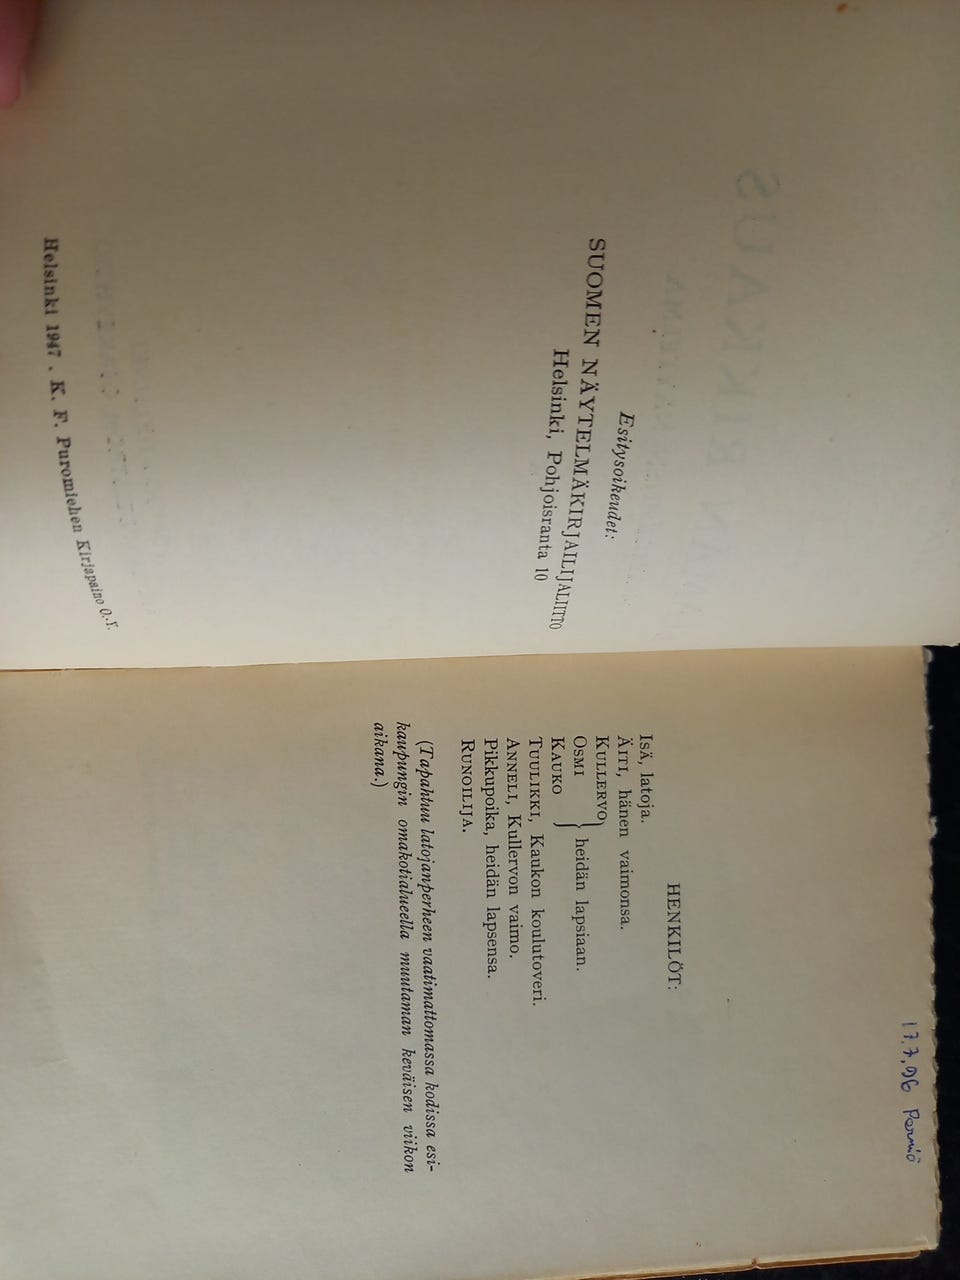 Esitysoikeudet:
SUOMEN NÄYTELMÄKIRJAILIJALIITTO
Helsinki, Pohjoisranta 10
Helsinki 1947 . K. F. Puromiehen Kirjapaino O.Y.
17.7.96 Perniö
HENKILÖT:
ISÄ, latoja.
ÄITI, hänen vaimonsa.
KULLERVO
OSMI } heidän lapsiaan.
KAUKO
TUULIKKI, Kaukon koulutoveri.
ANNELI, Kullervon vaimo.
Pikkupoika, heidän lapsensa.
RUNOILIJA.
(Tapahtuu latojanperheen vaatimattomassa kodissa esi-
kaupungin omakotialueella muutaman keväisen viikon
aikana.)